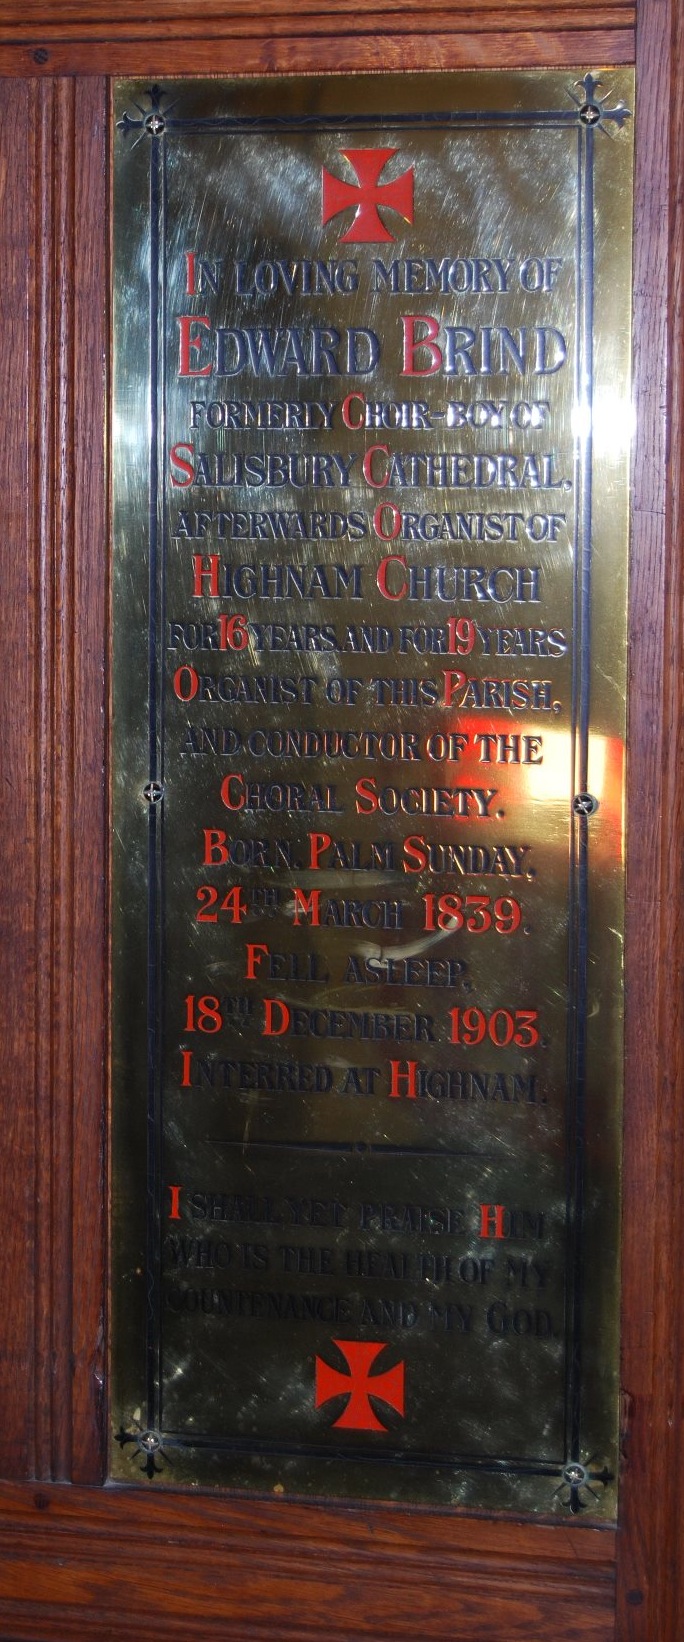 In loving memory of
Edward Brind
formerly Choir-boy of
Salisbury Cathedral,
afterwards Organist of
Highnam Church
for 16 years and for 19 years
Organist of this Parish,
and conductor of the
Choral Society.
Born, Palm Sunday,
24th March 1839.
Fell asleep,
18th December 1903.
Interred at Highnam.
I shall yet praise Him
who is the health of my
countenance and my God.